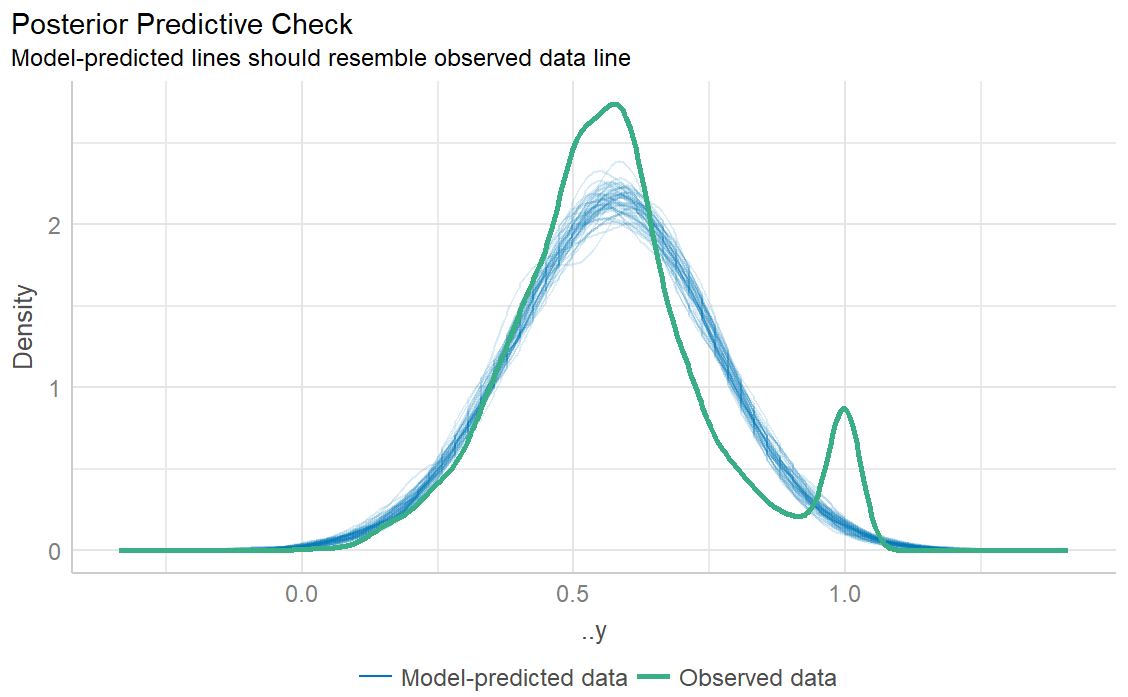 Posterior Predictive Check
Model-predicted lines should resemble observed data line
Density
2
1
0
0.0 0.5 1.0
..y
Model-predicted data Observed data